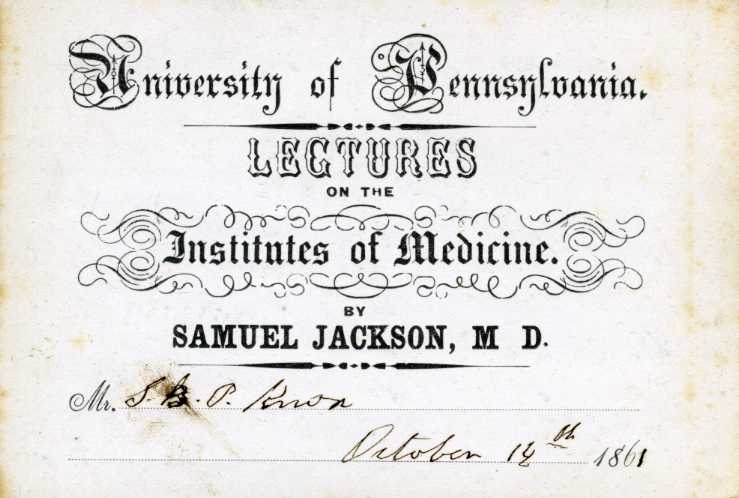 University of Pennsylvania.
LECTURES
ON THE
Institutes of Medicine.
BY
SAMUEL JACKSON, M D.
Mr. S. B. P. Knox
October 14th 1861